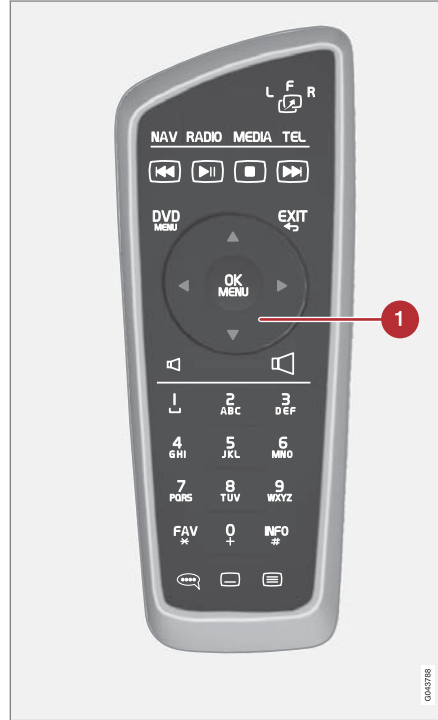 L F R
NAV RADIO MEDIA TEL
DVD EXIT
MENU
OK
MENU
1
1 2 3
ABC DEF
4 5 6
GHI JKL MNO
7 8 9
PQRS TUV WXYZ
FAV 0 INFO
* + #
G043788